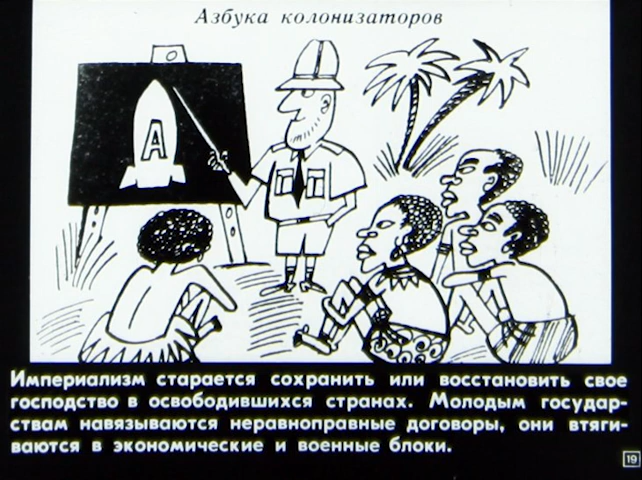 Азбука колонизаторов
А
Империализм старается сохранить или восстановить свое
господство в освободившихся странах. Молодым государ-
ствам навязываются неравноправные договоры, они втяги-
ваются в экономические и военные блоки.
19